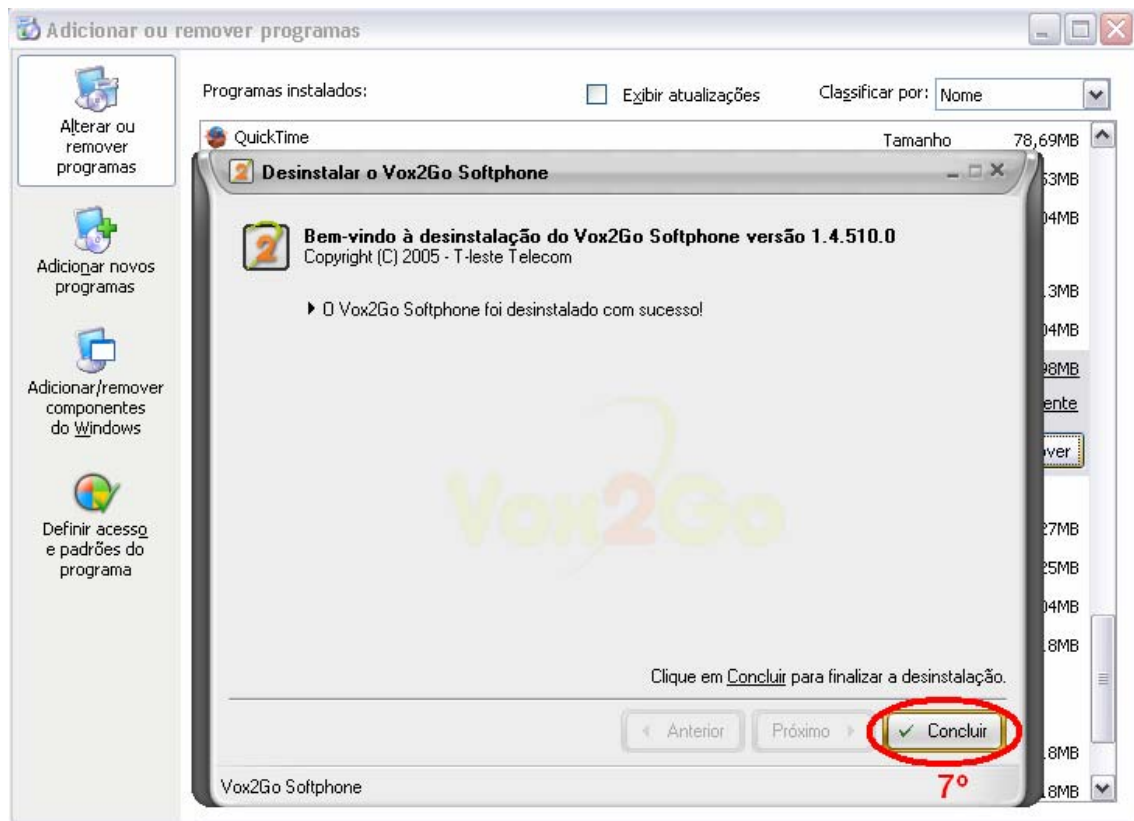 Adicionar ou remover programas
Alterar ou
remover
programas
Adicionar novos
programas
Adicionar/remover
componentes
do Windows
Definir acesso
e padrões do
programa
Programas instalados:
Exibir atualizações
Classificar por: Nome
QuickTime Tamanho 78,69MB
Desinstalar o Vox2Go Softphone
Bem-vindo à desinstalação do Vox2Go Softphone versão 1.4.510.0
Copyright (C) 2005 - T-leste Telecom
O Vox2Go Softphone foi desinstalado com sucesso!
Vox2Go
Clique em Concluir para finalizar a desinstalação.
Anterior Próximo Concluir
7º
Vox2Go Softphone